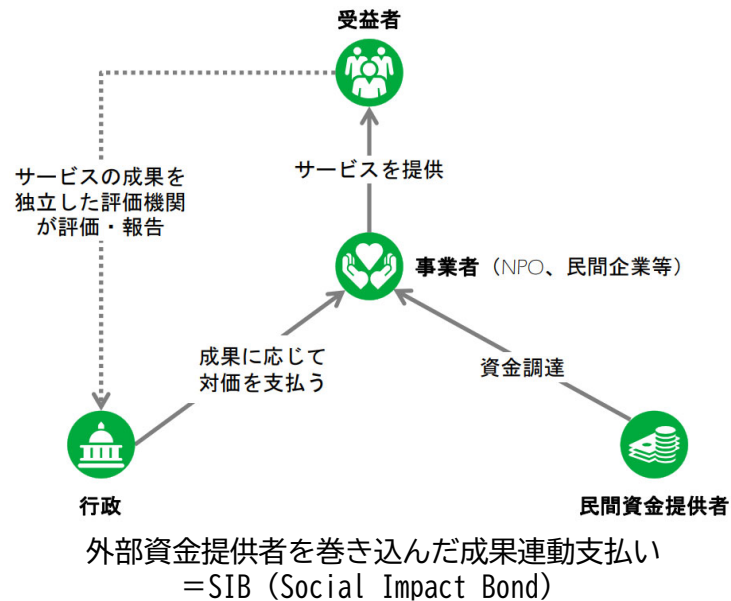 受益者
サービスの成果を
独立した評価機関
が評価・報告
サービスを提供
事業者（NPO、民間企業等）
成果に応じて
対価を支払う
資金調達
行政
民間資金提供者
外部資金提供者を巻き込んだ成果連動支払い
＝SIB（Social Impact Bond）